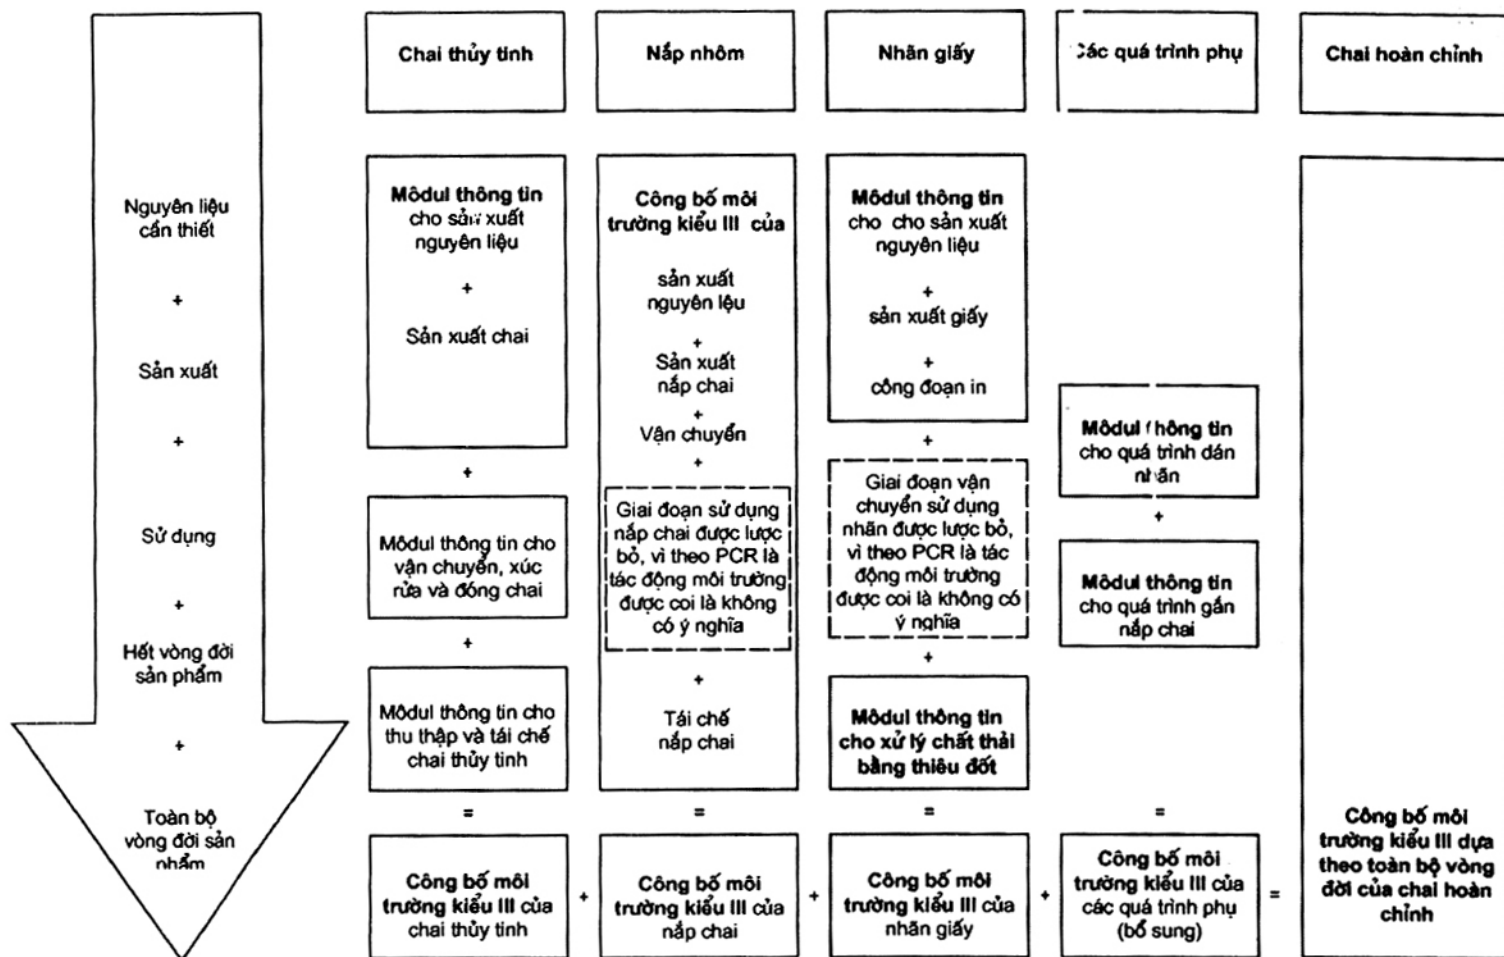 Chai thủy tinh
Nắp nhôm
Nhãn giấy
Các quá trình phụ
Chai hoàn chỉnh
Nguyên liệu
cần thiết
+
Sản xuất
+
Sử dụng
+
Hết vòng đời
sản phẩm
+
Toàn bộ
vòng đời sản
phẩm
Môdul thông tin
cho sản xuất
nguyên liệu
+
Sản xuất chai
+
Môdul thông tin cho
vận chuyển, xúc
rửa và đóng chai
+
Môdul thông tin cho
thu thập và tái chế
chai thủy tinh
=
Công bố môi
trường kiểu III của
chai thủy tinh
+
Công bố môi
trường kiểu III của
sản xuất
nguyên lệu
+
Sản xuất
nắp chai
+
Vận chuyển
+
Giai đoạn sử dụng
nắp chai được lược
bỏ, vì theo PCR là
tác động môi trường
được coi là không
có ý nghĩa
+
Tái chế
nắp chai
=
Công bố môi
trường kiểu III của
nắp chai
+
Môdul thông tin
cho cho sản xuất
nguyên liệu
+
sản xuất giấy
+
công đoạn in
+
Giai đoạn vận
chuyển sử dụng
nhãn được lược bỏ,
vì theo PCR là tác
động môi trường
được coi là không có
ý nghĩa
+
Môdul thông tin
cho xử lý chất thải
bằng thiêu đốt
=
Công bố môi
trường kiểu III của
nhãn giấy
+
Môdul thông tin
cho quá trình dán
nhãn
+
Môdul thông tin
cho quá trình gắn
nắp chai
=
Công bố môi
trường kiểu III của
các quá trình phụ
(bổ sung)
=
Công bố môi
trường kiểu III dựa
theo toàn bộ vòng
đời của chai hoàn
chỉnh